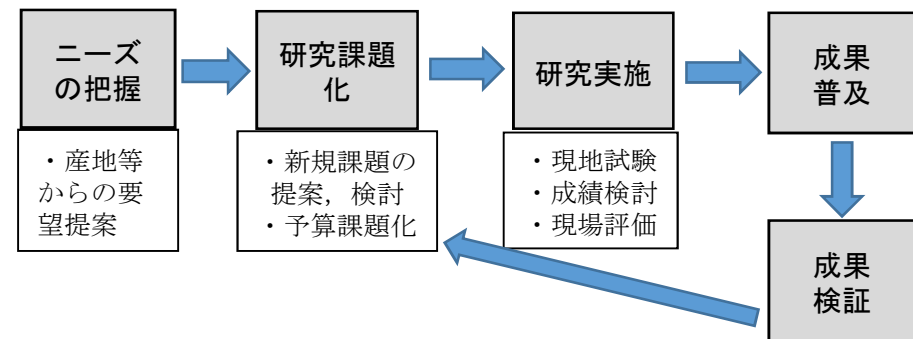 ニーズ
の把握
・産地等
からの要
望提案
研究課題
化
・新規課題の
提案，検討
・予算課題化
研究実施
・現地試験
・成績検討
・現場評価
成果
普及
成果
検証